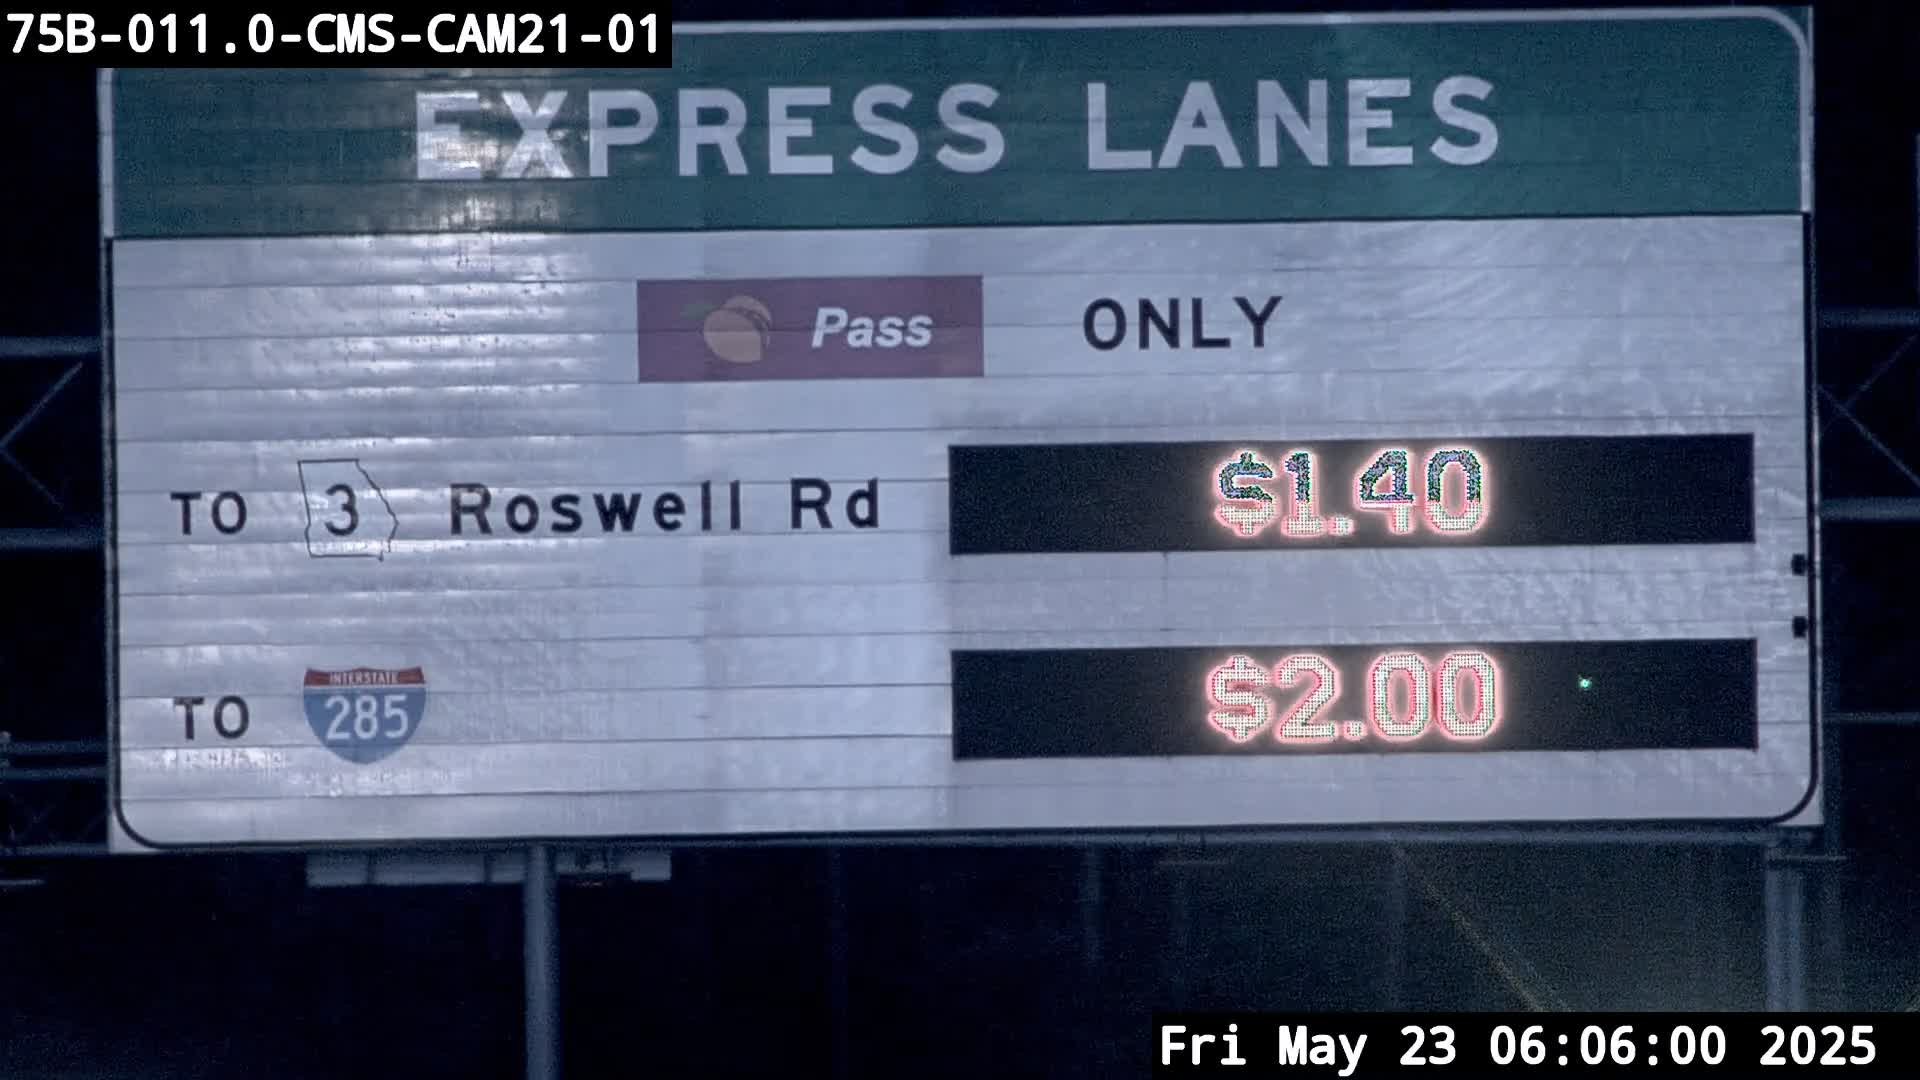 75B-011.0-CMS-CAM21-01
EXPRESS LANES
Pass ONLY
TO 3 Roswell Rd $1.40
TO INTERSTATE 285 $2.00
Fri May 23 06:06:00 2025